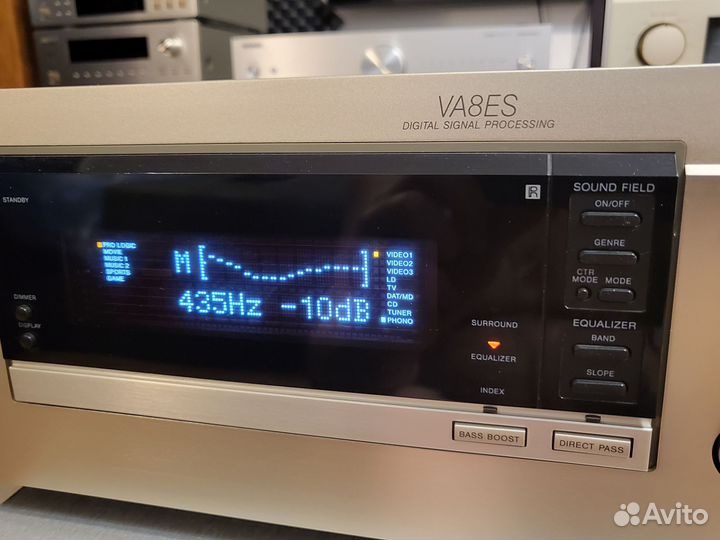 VA8ES
DIGITAL SIGNAL PROCESSING
STANDBY
SOUND FIELD
ON/OFF
GENRE
CTR MODE
MODE
PRO LOGIC
MOVIE
MUSIC 1
MUSIC 2
SPORTS
GAME
M
435Hz -10dB
VIDEO1
VIDEO2
VIDEO3
LD
TV
DAT/MD
CD
TUNER
PHONO
DIMMER
DISPLAY
SURROUND
EQUALIZER
INDEX
EQUALIZER
BAND
SLOPE
BASS BOOST
DIRECT PASS
Avito